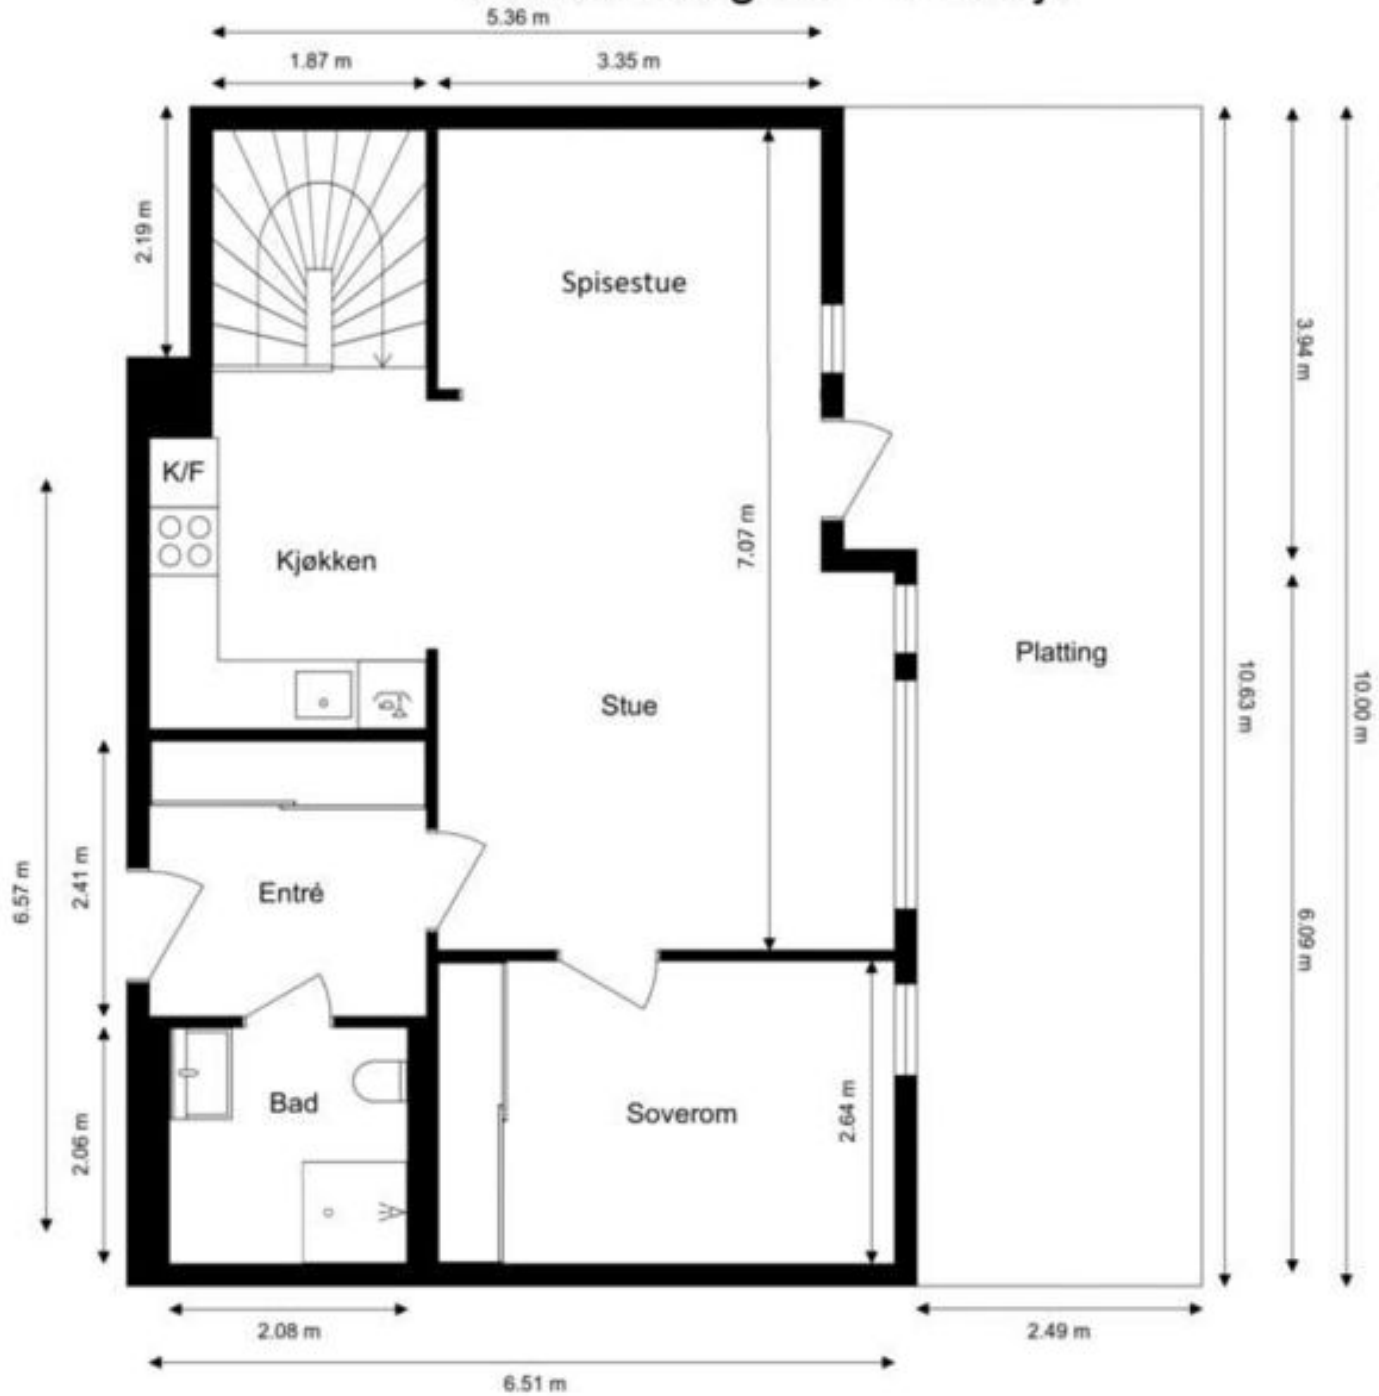 5.36 m
1.87 m
3.35 m
2.19 m
Spisestue
3.94 m
K/F
Kjøkken
7.07 m
Platting
Stue
10.63 m
10.00 m
6.57 m
2.41 m
Entré
6.09 m
2.06 m
Bad
Soverom
2.64 m
2.08 m
2.49 m
6.51 m